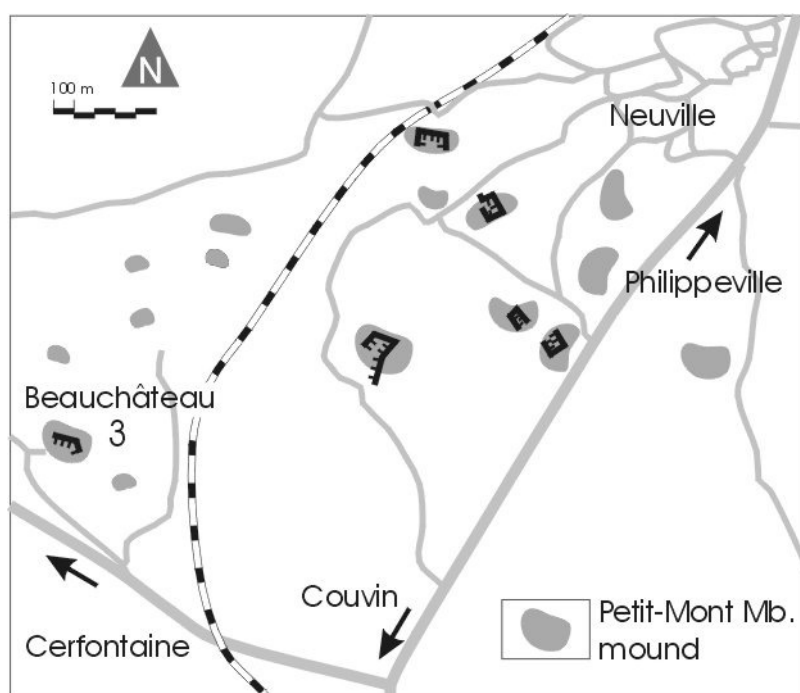 N
100 m
Neuville
Philippeville
Beauchâteau
3
Couvin
Cerfontaine
Petit-Mont Mb.
mound